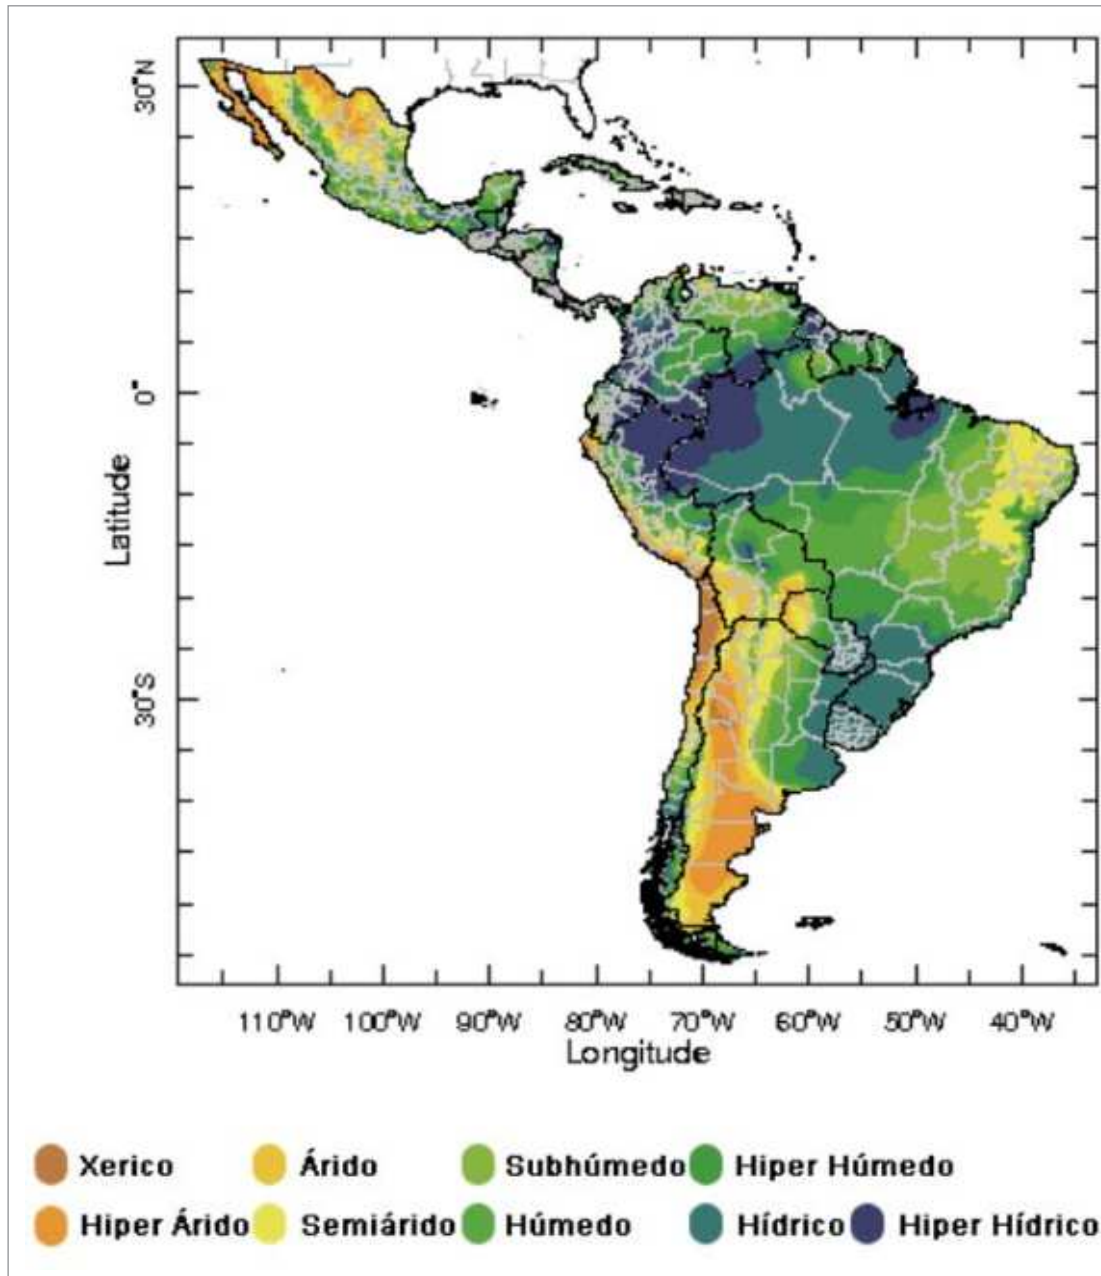 30°N
0°
30°S
Latitude
110°W 100°W 90°W 80°W 70°W 60°W 50°W 40°W
Longitude
Xerico Árido Subhúmedo Hiper Húmedo
Hiper Árido Semiárido Húmedo Hídrico Hiper Hídrico